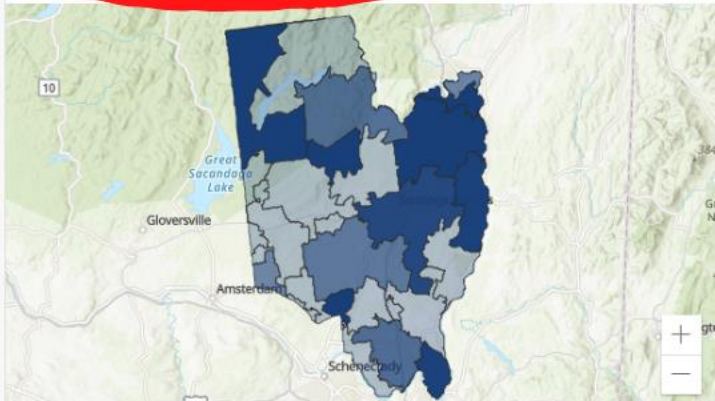 10
Great
Sacandaga
Lake
Gloversville
Amsterdam
Schenectady
+
−